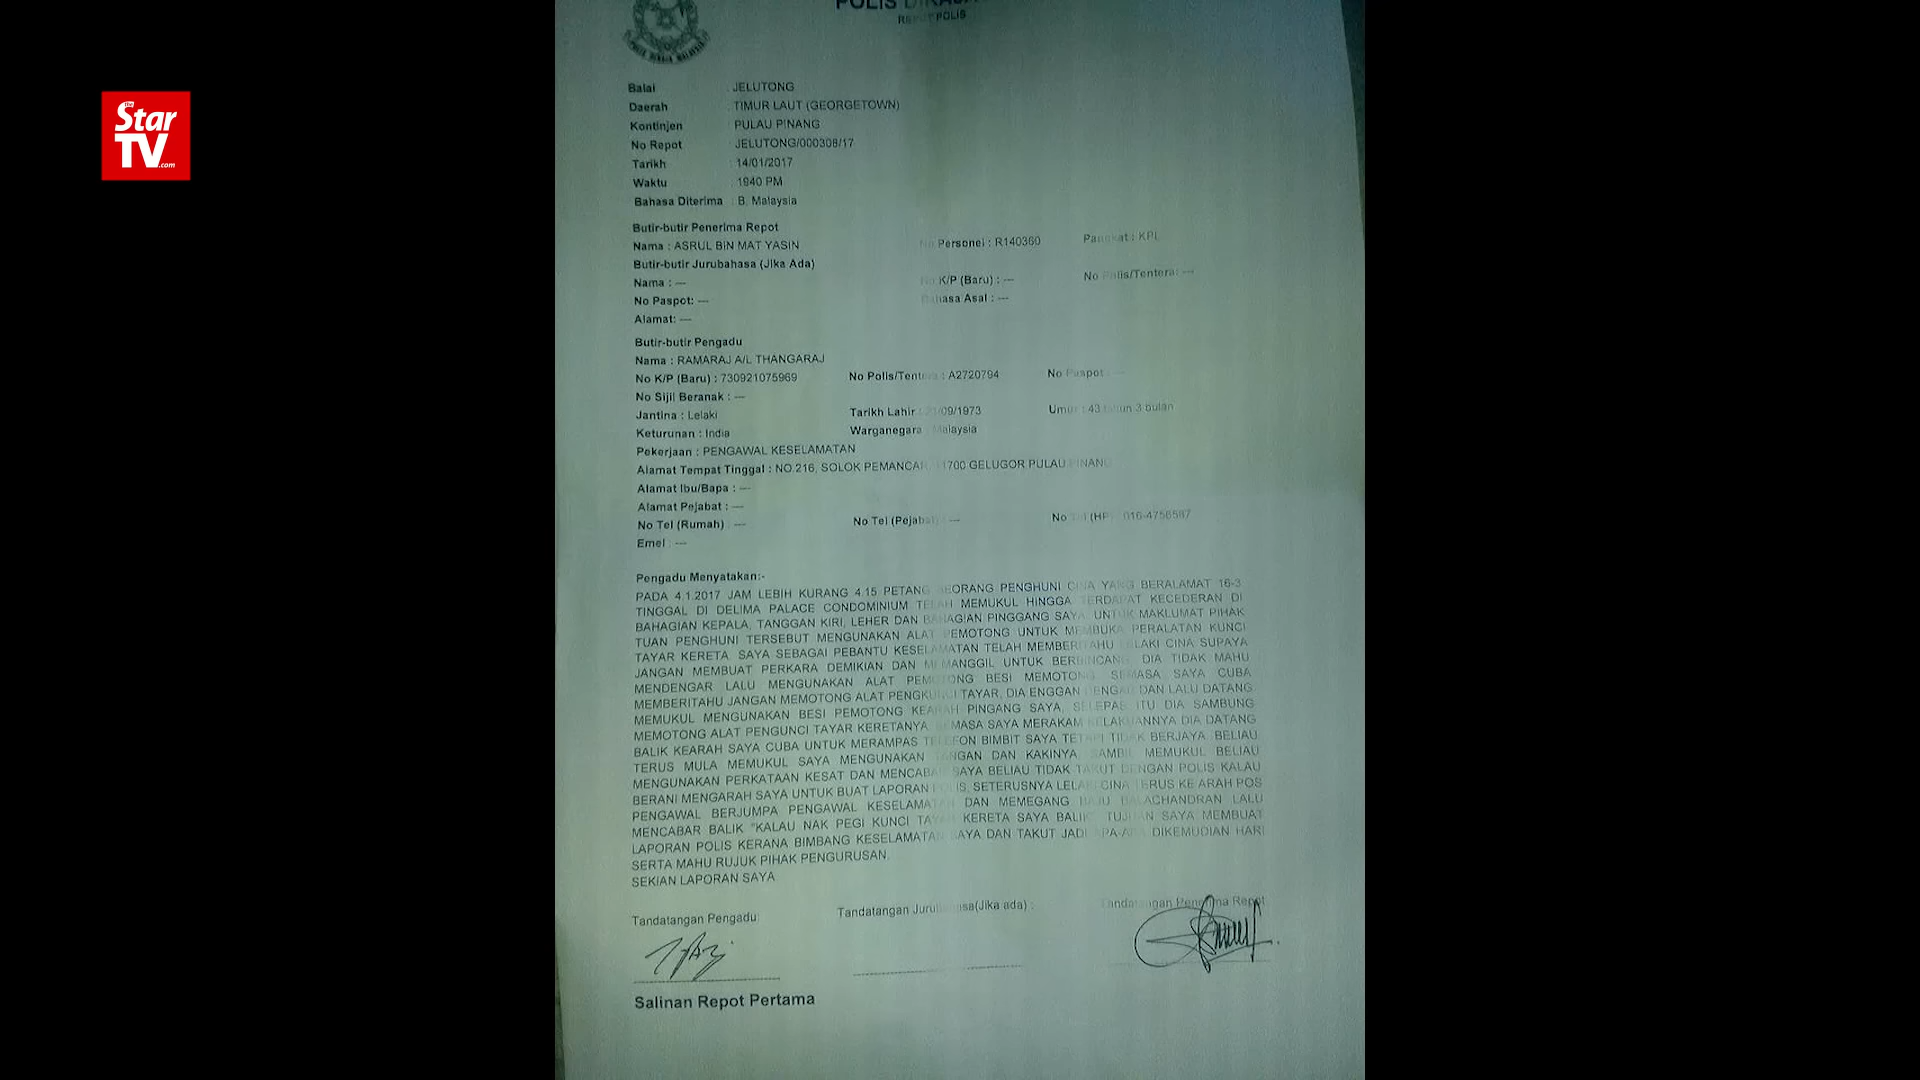 the
Star
TV
.com
POLIS
POLIS
Balai : JELUTONG
Daerah : TIMUR LAUT (GEORGETOWN)
Kontinjen : PULAU PINANG
No Repot : JELUTONG/000308/17
Tarikh : 14/01/2017
Waktu : 1940 PM
Bahasa Diterima : B. Malaysia
Butir-butir Penerima Repot
Nama : ASRUL BIN MAT YASIN No Personel : R140360 Pangkat : KPL
Butir-butir Jurubahasa (Jika Ada)
Nama : --- No K/P (Baru) : --- No Polis/Tentera: ---
No Paspot: --- Bahasa Asal : ---
Alamat: ---
Butir-butir Pengadu
Nama : RAMARAJ A/L THANGARAJ
No K/P (Baru) : 730921075969 No Polis/Tentera : A2720794 No Paspot : ---
No Sijil Beranak : ---
Jantina : Lelaki Tarikh Lahir : 21/09/1973 Umur : 43 tahun 3 bulan
Keturunan : India Warganegara : Malaysia
Pekerjaan : PENGAWAL KESELAMATAN
Alamat Tempat Tinggal : NO.216, SOLOK PEMANCAR 11700 GELUGOR PULAU PINANG
Alamat Ibu/Bapa : ---
Alamat Pejabat : ---
No Tel (Rumah) : --- No Tel (Pejabat) : --- No Tel (HP) : 016-4756587
Emel : ---
Pengadu Menyatakan:-
PADA 4.1.2017 JAM LEBIH KURANG 4.15 PETANG SEORANG PENGHUNI CINA YANG BERALAMAT 16-3
TINGGAL DI DELIMA PALACE CONDOMINIUM TELAH MEMUKUL HINGGA TERDAPAT KECEDERAN DI
BAHAGIAN KEPALA, TANGGAN KIRI, LEHER DAN BAHAGIAN PINGGANG SAYA. UNTUK MAKLUMAT PIHAK
TUAN PENGHUNI TERSEBUT MENGUNAKAN ALAT PEMOTONG UNTUK MEMBUKA PERALATAN KUNCI
TAYAR KERETA. SAYA SEBAGAI PEBANTU KESELAMATAN TELAH MEMBERITAHU LELAKI CINA SUPAYA
JANGAN MEMBUAT PERKARA DEMIKIAN DAN MEMANGGIL UNTUK BERBINCANG. DIA TIDAK MAHU
MENDENGAR LALU MENGUNAKAN ALAT PEMOTONG BESI MEMOTONG. SEMASA SAYA CUBA
MEMBERITAHU JANGAN MEMOTONG ALAT PENGKUNCI TAYAR, DIA ENGGAN DENGAR DAN LALU DATANG
MEMUKUL MENGUNAKAN BESI PEMOTONG KEARAH PINGANG SAYA, SELEPAS ITU DIA SAMBUNG
MEMOTONG ALAT PENGUNCI TAYAR KERETANYA. SEMASA SAYA MERAKAM KELAKUANNYA DIA DATANG
BALIK KEARAH SAYA CUBA UNTUK MERAMPAS TELEFON BIMBIT SAYA TETAPI TIDAK BERJAYA. BELIAU
TERUS MULA MEMUKUL SAYA MENGUNAKAN TANGAN DAN KAKINYA. SAMBIL MEMUKUL BELIAU
MENGUNAKAN PERKATAAN KESAT DAN MENCABAR SAYA BELIAU TIDAK TAKUT DENGAN POLIS KALAU
BERANI MENGARAH SAYA UNTUK BUAT LAPORAN POLIS. SETERUSNYA LELAKI CINA TERUS KE ARAH POS
PENGAWAL BERJUMPA PENGAWAL KESELAMATAN DAN MEMEGANG BAJU BALACHANDRAN LALU
MENCABAR BALIK "KALAU NAK PEGI KUNCI TAYAR KERETA SAYA BALIK". TUJUAN SAYA MEMBUAT
LAPORAN POLIS KERANA BIMBANG KESELAMATAN SAYA DAN TAKUT JADI APA-APA DIKEMUDIAN HARI
SERTA MAHU RUJUK PIHAK PENGURUSAN.
SEKIAN LAPORAN SAYA
Tandatangan Pengadu Tandatangan Jurubahasa(Jika ada) : Tandatangan Penerima Repot
Salinan Repot Pertama